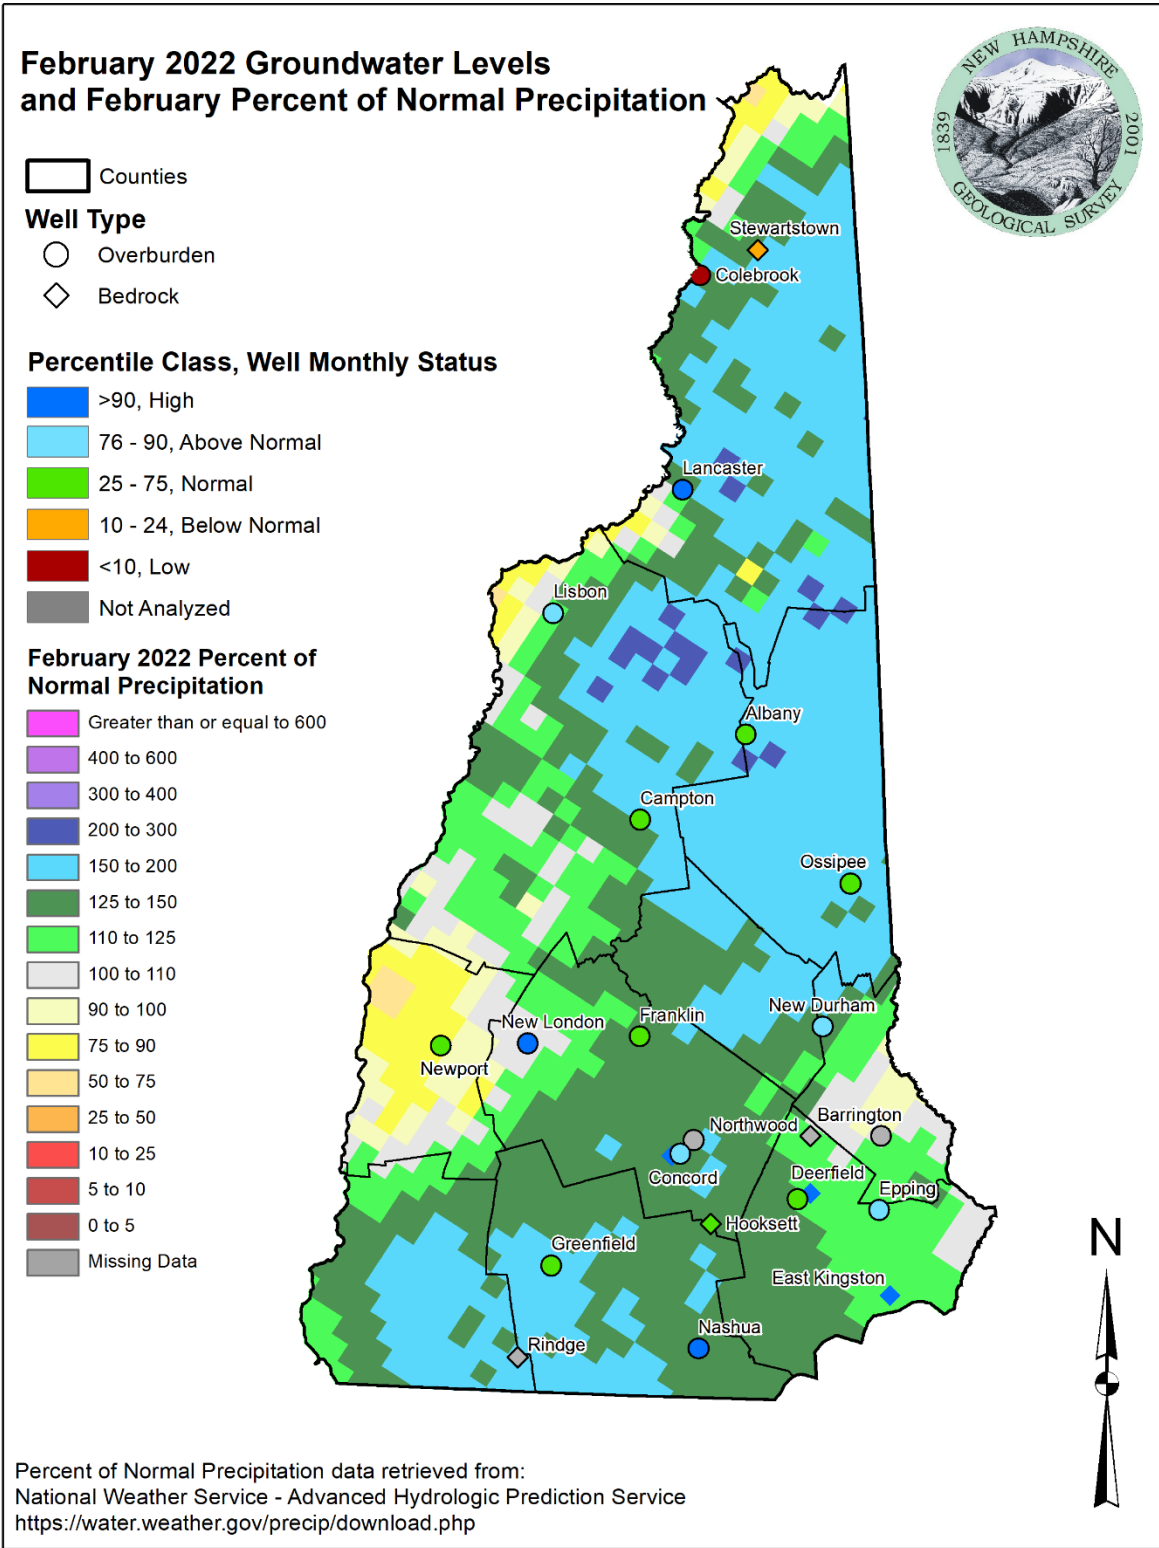 February 2022 Groundwater Levels
and February Percent of Normal Precipitation
NEW HAMPSHIRE
1839
2001
GEOLOGICAL SURVEY
Counties
Well Type
Overburden
Bedrock
Percentile Class, Well Monthly Status
>90, High
76 - 90, Above Normal
25 - 75, Normal
10 - 24, Below Normal
<10, Low
Not Analyzed
February 2022 Percent of
Normal Precipitation
Greater than or equal to 600
400 to 600
300 to 400
200 to 300
150 to 200
125 to 150
110 to 125
100 to 110
90 to 100
75 to 90
50 to 75
25 to 50
10 to 25
5 to 10
0 to 5
Missing Data
Stewartstown
Colebrook
Lancaster
Lisbon
Albany
Campton
Ossipee
New Durham
Franklin
New London
Newport
Barrington
Northwood
Concord
Deerfield
Epping
Hooksett
Greenfield
East Kingston
Nashua
Rindge
N
Percent of Normal Precipitation data retrieved from:
National Weather Service - Advanced Hydrologic Prediction Service
https://water.weather.gov/precip/download.php